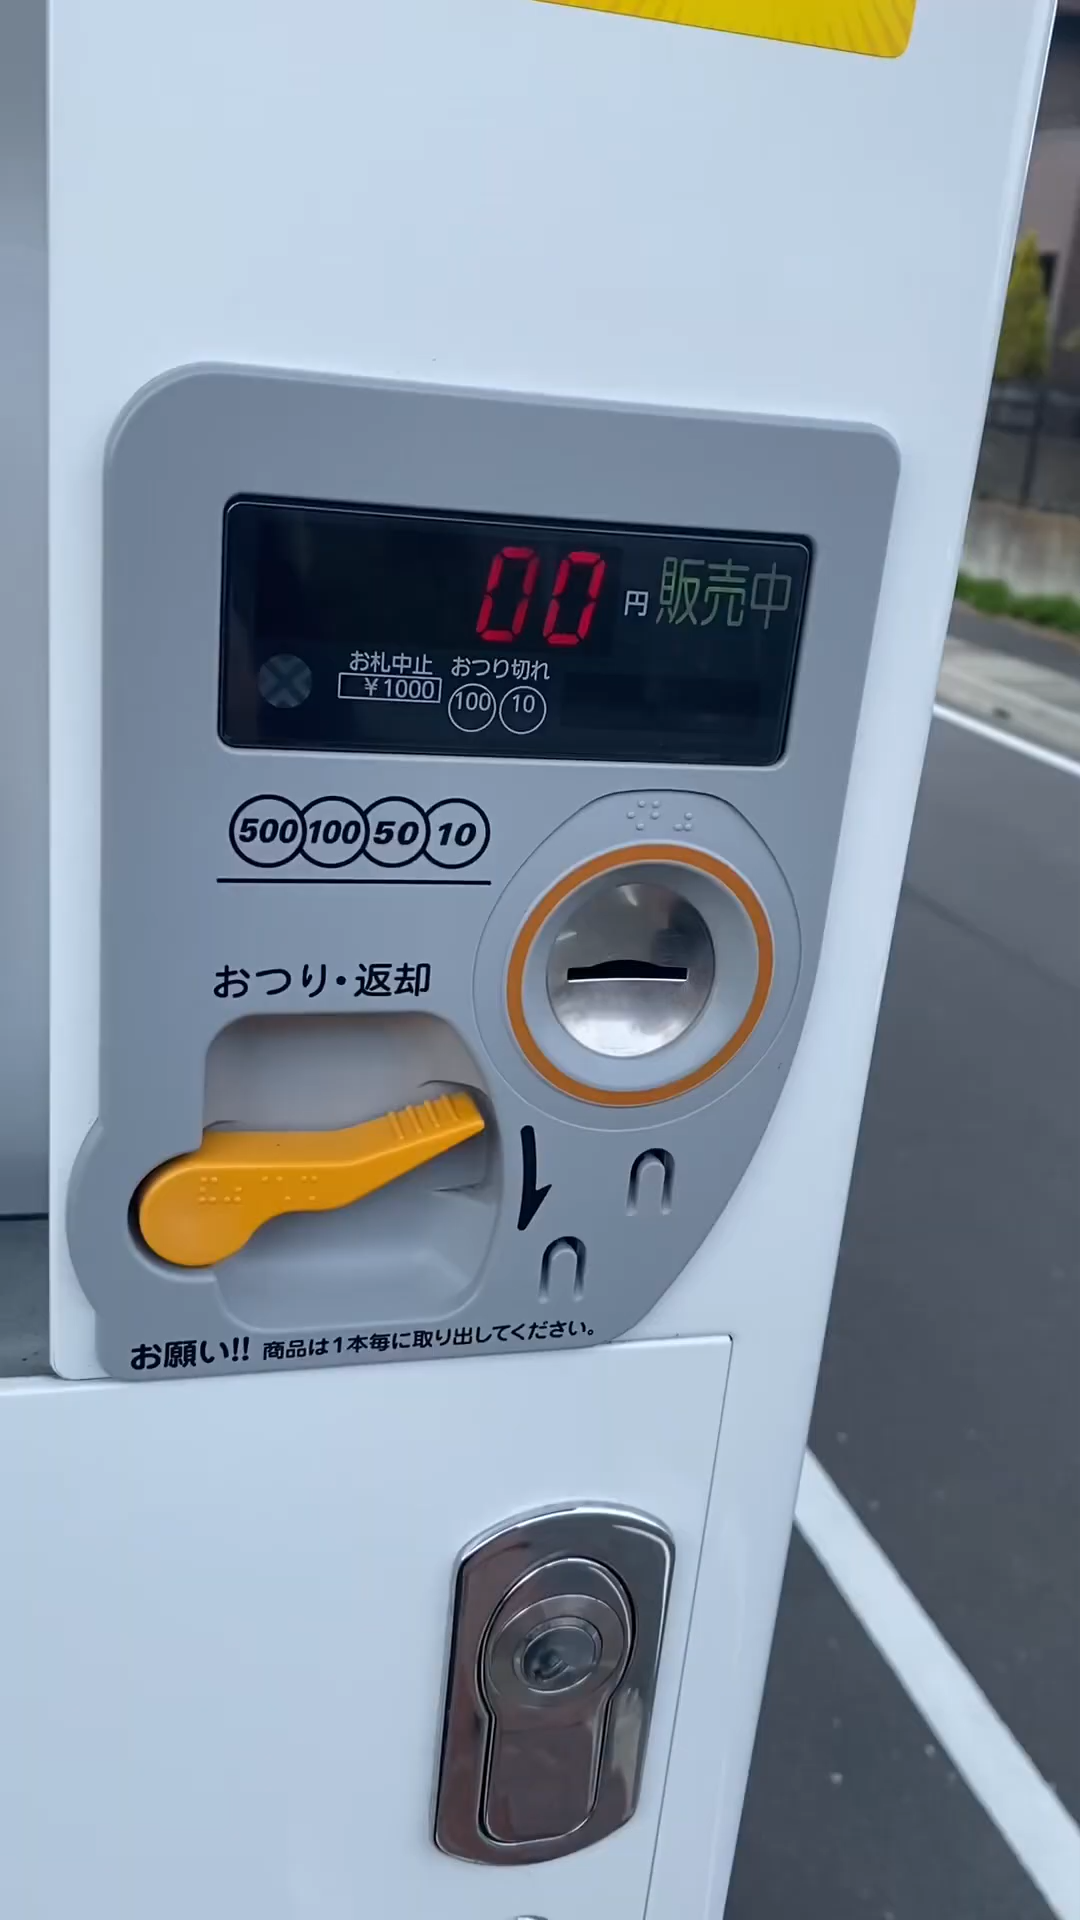 00 円 販売中
お札中止 おつり切れ
¥1000 100 10
500 100 50 10
おつり・返却
お願い!! 商品は1本毎に取り出してください。